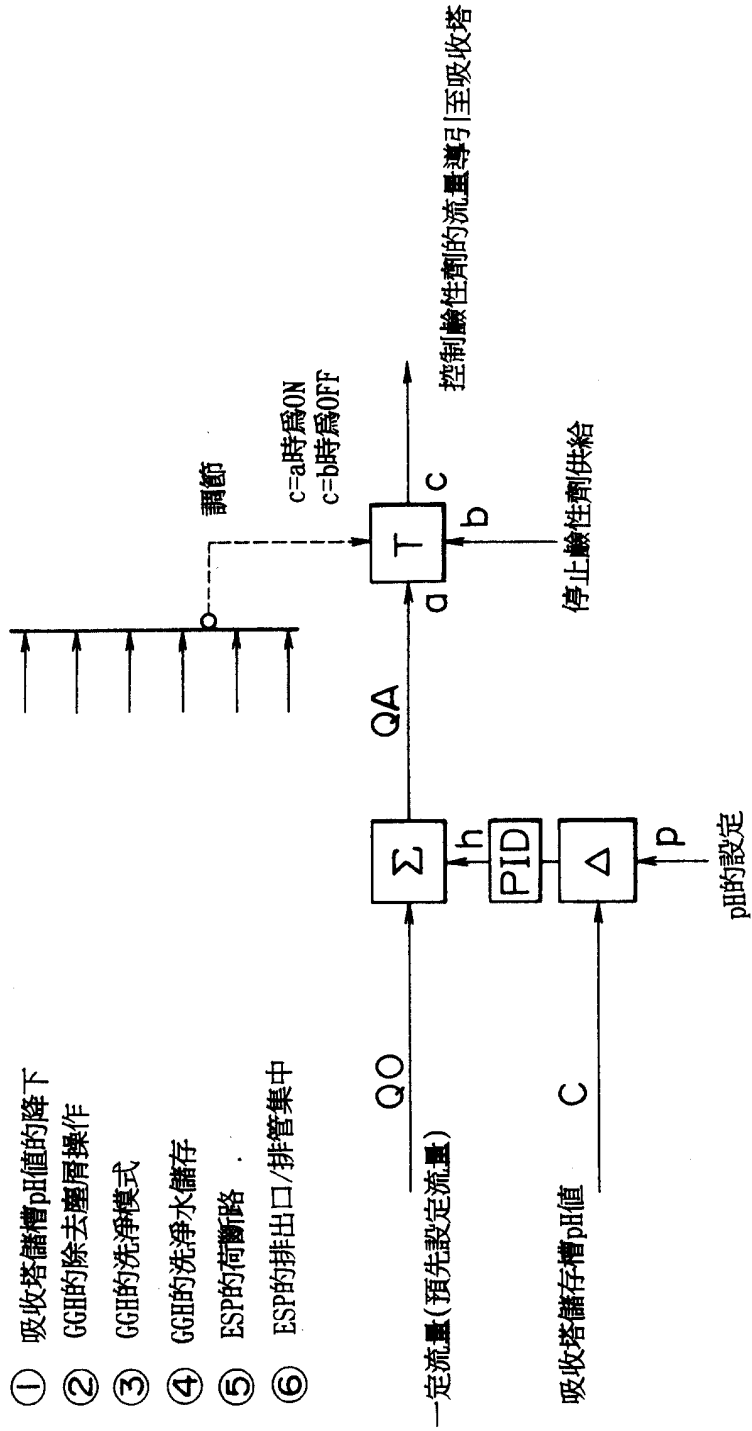 ① 吸收塔儲槽pH值的降下
② GGH的除去塵層操作
③ GGH的洗淨模式
④ GGH的洗淨水儲存
⑤ ESP的荷斷路
⑥ ESP的排出口/排管集中
調節
c=a時爲ON
c=b時爲OFF
一定流量(預先設定流量)
QO
Σ
QA
a
T
c
控制鹼性劑的流量導引至吸收塔
b
停止鹼性劑供給
h
PID
吸收塔儲存槽pH值
C
Δ
p
pH的設定